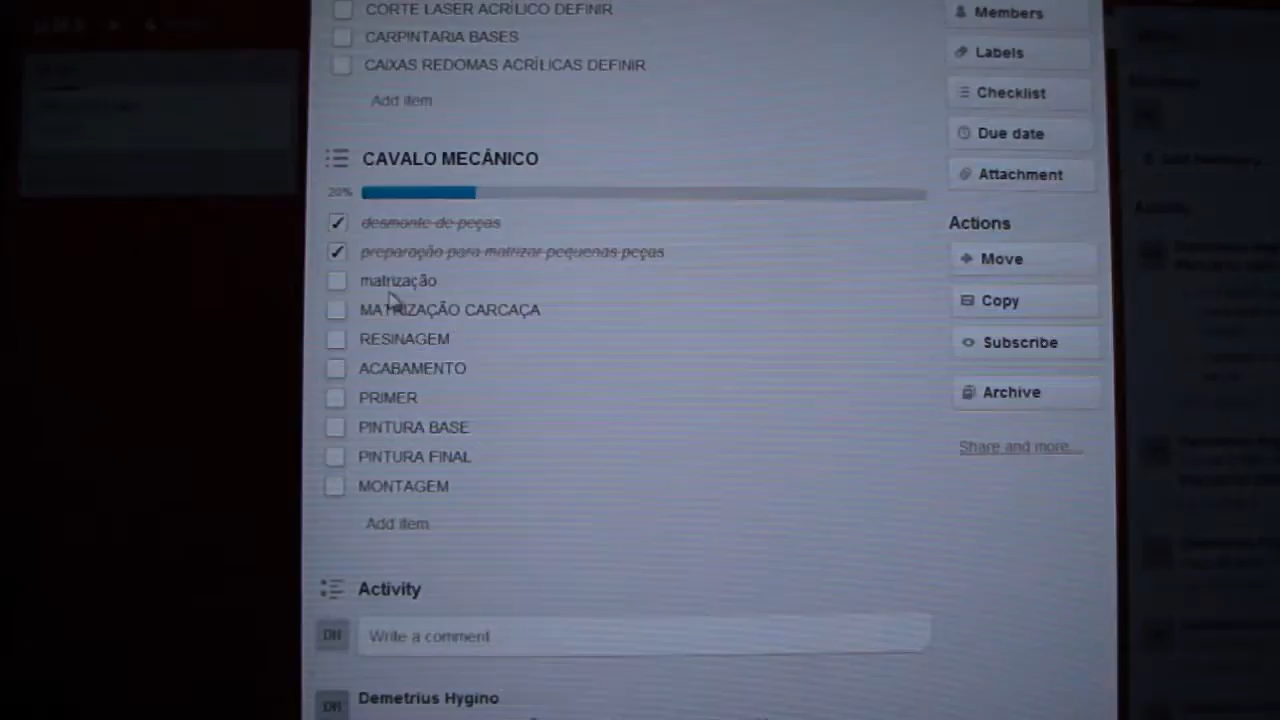 CORTE LASER ACRÍLICO DEFINIR
CARPINTARIA BASES
CAIXAS REDOMAS ACRÍLICAS DEFINIR
Add item
CAVALO MECÂNICO
20%
desmonte de peças
preparação para matrizar pequenas peças
matrização
MATRIZAÇÃO CARCAÇA
RESINAGEM
ACABAMENTO
PRIMER
PINTURA BASE
PINTURA FINAL
MONTAGEM
Add item
Activity
DH
Write a comment
DH
Demetrius Hygino
Members
Labels
Checklist
Due date
Attachment
Actions
Move
Copy
Subscribe
Archive
Share and more...